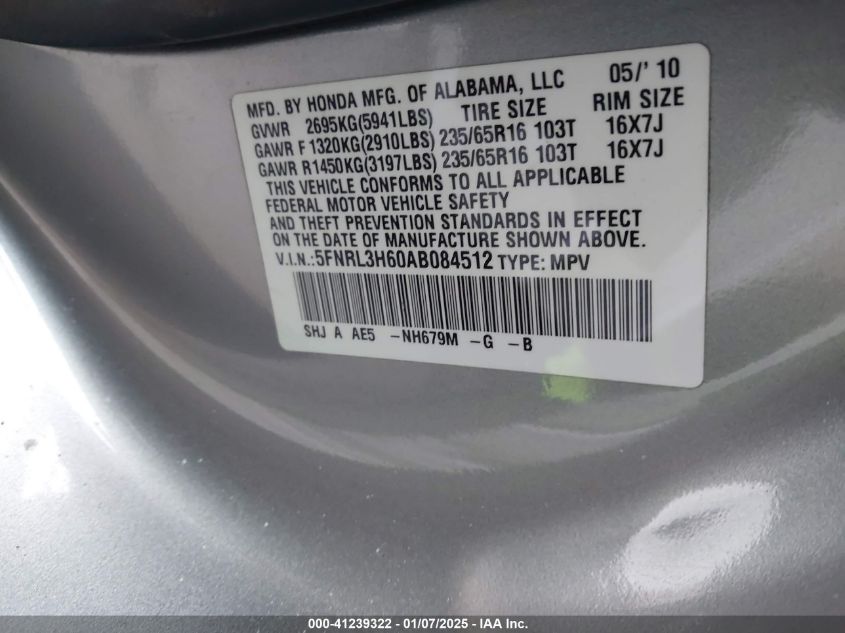 MFD. BY HONDA MFG. OF ALABAMA, LLC 05/' 10
GVWR 2695KG(5941LBS) TIRE SIZE RIM SIZE
GAWR F1320KG(2910LBS) 235/65R16 103T 16X7J
GAWR R1450KG(3197LBS) 235/65R16 103T 16X7J
THIS VEHICLE CONFORMS TO ALL APPLICABLE
FEDERAL MOTOR VEHICLE SAFETY
AND THEFT PREVENTION STANDARDS IN EFFECT
ON THE DATE OF MANUFACTURE SHOWN ABOVE.
V.I.N.:5FNRL3H60AB084512 TYPE: MPV
SHJ A AE5 -NH679M -G -B
000-41239322 - 01/07/2025 - IAA Inc.